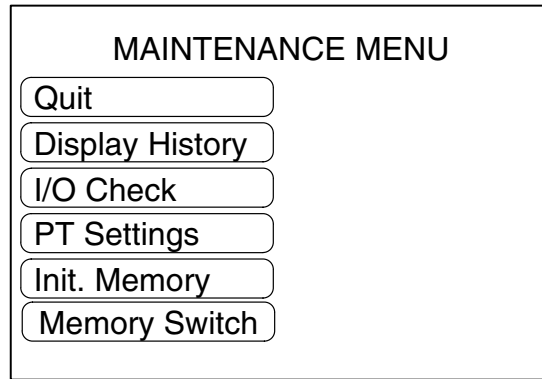 MAINTENANCE MENU
Quit
Display History
I/O Check
PT Settings
Init. Memory
Memory Switch